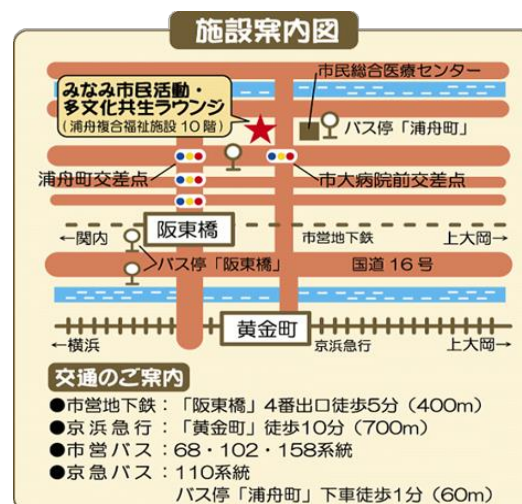 施設案内図
市民総合医療センター
みなみ市民活動・
多文化共生ラウンジ
(浦舟複合福祉施設10階)
バス停「浦舟町」
浦舟町交差点
市大病院前交差点
阪東橋
←関内
市営地下鉄
上大岡→
バス停「阪東橋」
国道16号
黄金町
←横浜
京浜急行
上大岡→
交通のご案内
●市営地下鉄:「阪東橋」4番出口徒歩5分(400m)
●京浜急行:「黄金町」徒歩10分(700m)
●市営バス:68・102・158系統
●京急バス:110系統
バス停「浦舟町」下車徒歩1分(60m)